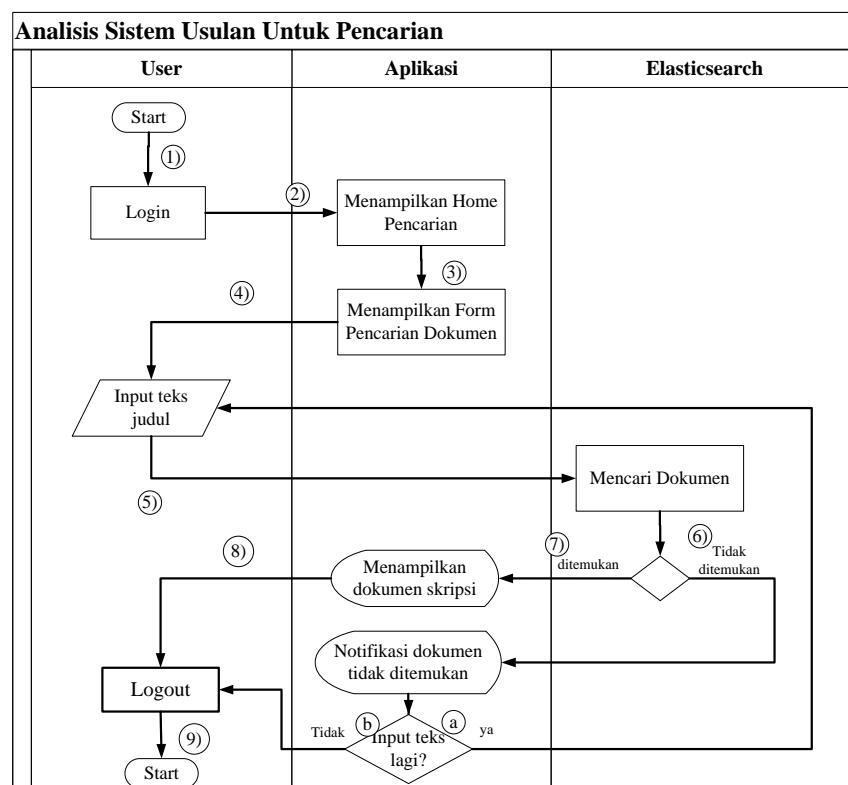 Analisis Sistem Usulan Untuk Pencarian
User
Aplikasi
Elasticsearch
Start
1)
Login
2)
Menampilkan Home
Pencarian
3)
Menampilkan Form
Pencarian Dokumen
4)
Input teks
judul
5)
Mencari Dokumen
6)
Tidak
ditemukan
7)
ditemukan
Menampilkan
dokumen skripsi
8)
Notifikasi dokumen
tidak ditemukan
Input teks
lagi?
a
ya
b
Tidak
Logout
9)
Start